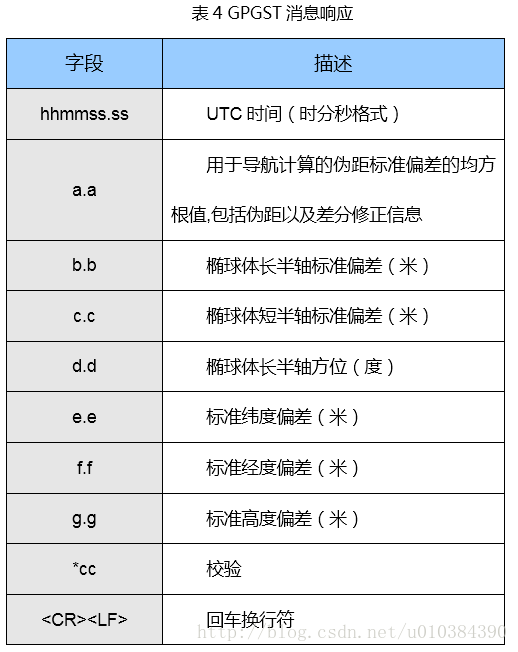 表 4 GPGST 消息响应
字段 描述
hhmmss.ss UTC 时间（时分秒格式）
a.a 用于导航计算的伪距标准偏差的均方
根值,包括伪距以及差分修正信息
b.b 椭球体长半轴标准偏差（米）
c.c 椭球体短半轴标准偏差（米）
d.d 椭球体长半轴方位（度）
e.e 标准纬度偏差（米）
f.f 标准经度偏差（米）
g.g 标准高度偏差（米）
*cc 校验
<CR><LF> 回车换行符
http://blog.csdn.net/u010384390